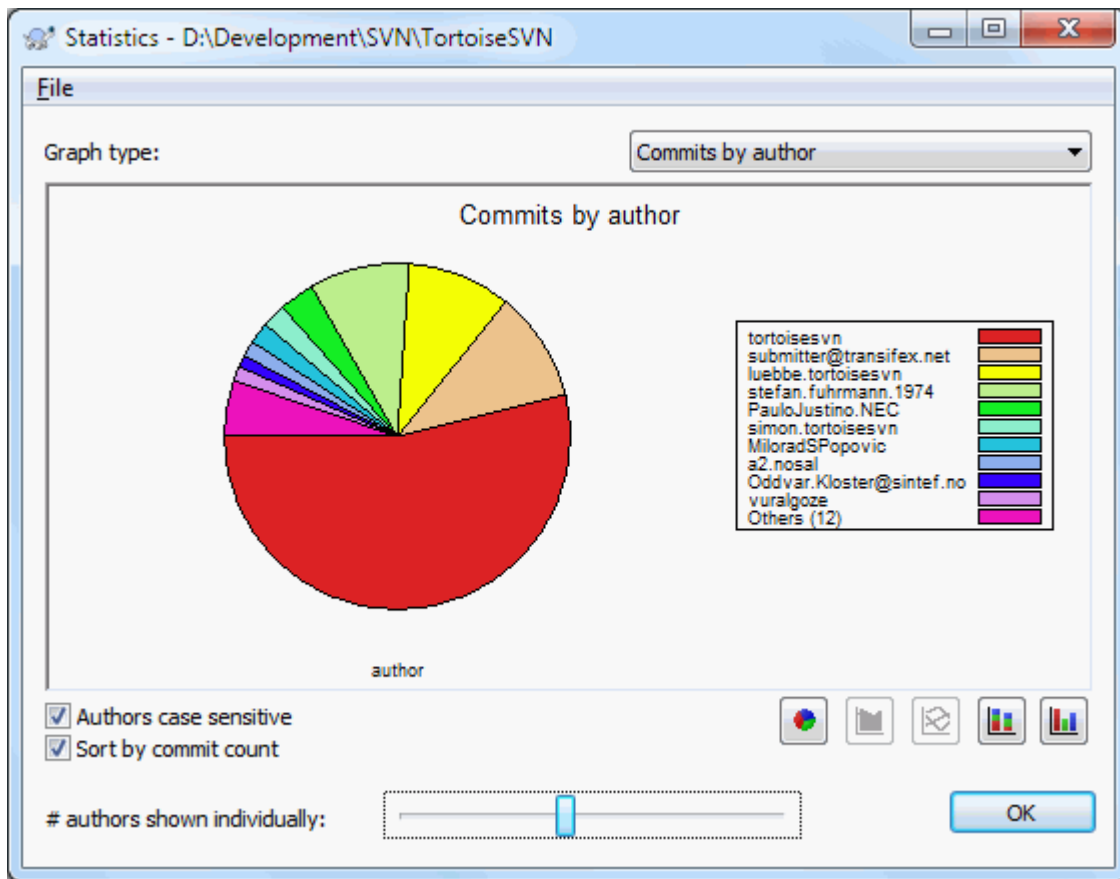 Statistics - D:\Development\SVN\TortoiseSVN
File
Graph type:
Commits by author
Commits by author
tortoisesvn
submitter@transifex.net
luebbe.tortoisesvn
stefan.fuhrmann.1974
PauloJustino.NEC
simon.tortoisesvn
MiloradSPopovic
a2.nosal
Oddvar.Kloster@sintef.no
vuralgoze
Others (12)
author
Authors case sensitive
Sort by commit count
# authors shown individually:
OK